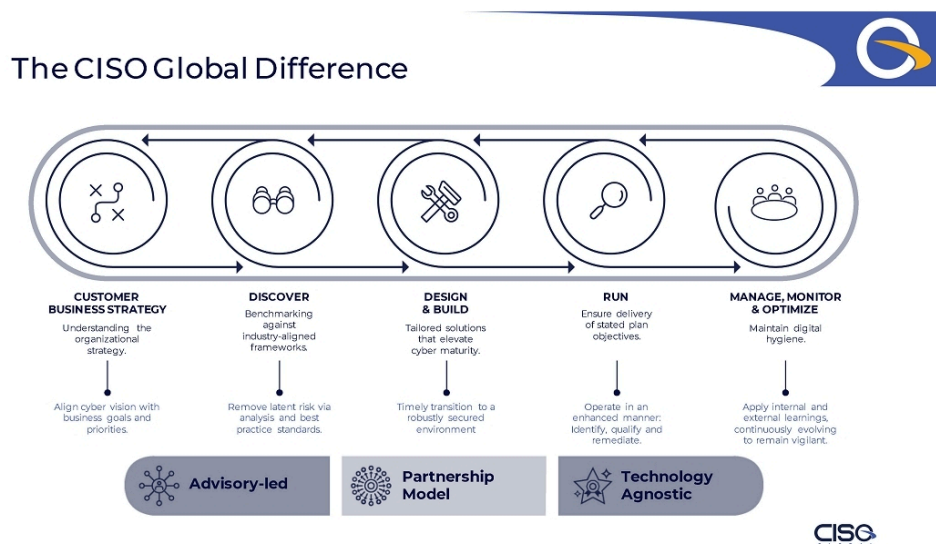 The CISO Global Difference
CUSTOMER
BUSINESS STRATEGY
Understanding the
organizational
strategy.
Align cyber vision with
business goals and
priorities.
DISCOVER
Benchmarking
against
industry-aligned
frameworks.
Remove latent risk via
analysis and best
practice standards.
DESIGN
& BUILD
Tailored solutions
that elevate
cyber maturity.
Timely transition to a
robustly secured
environment
RUN
Ensure delivery
of stated plan
objectives.
Operate in an
enhanced manner:
Identify, qualify and
remediate.
MANAGE, MONITOR
& OPTIMIZE
Maintain digital
hygiene.
Apply internal and
external learnings,
continuously evolving
to remain vigilant.
Advisory-led
Partnership
Model
Technology
Agnostic
CISO